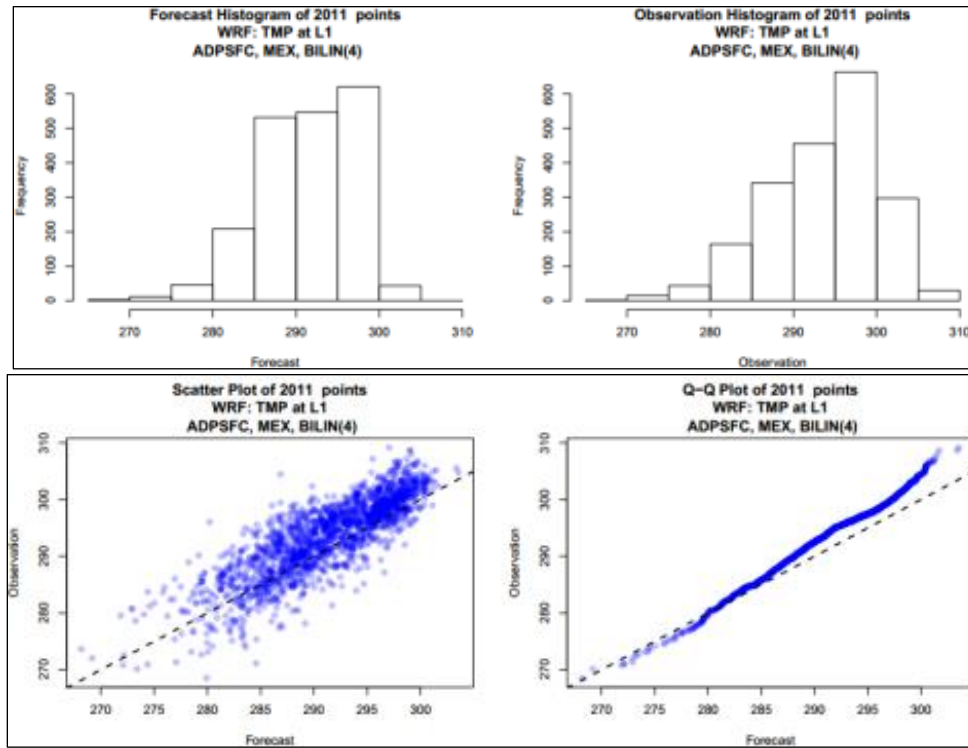 Forecast Histogram of 2011 points
WRF: TMP at L1
ADPSFC, MEX, BILIN(4)
Frequency
0 100 200 300 400 500 600
270 280 290 300 310
Forecast
Observation Histogram of 2011 points
WRF: TMP at L1
ADPSFC, MEX, BILIN(4)
Frequency
0 100 200 300 400 500 600
270 280 290 300 310
Observation
Scatter Plot of 2011 points
WRF: TMP at L1
ADPSFC, MEX, BILIN(4)
Observation
270 280 290 300 310
270 275 280 285 290 295 300
Forecast
Q−Q Plot of 2011 points
WRF: TMP at L1
ADPSFC, MEX, BILIN(4)
Observation
270 280 290 300 310
270 275 280 285 290 295 300
Forecast